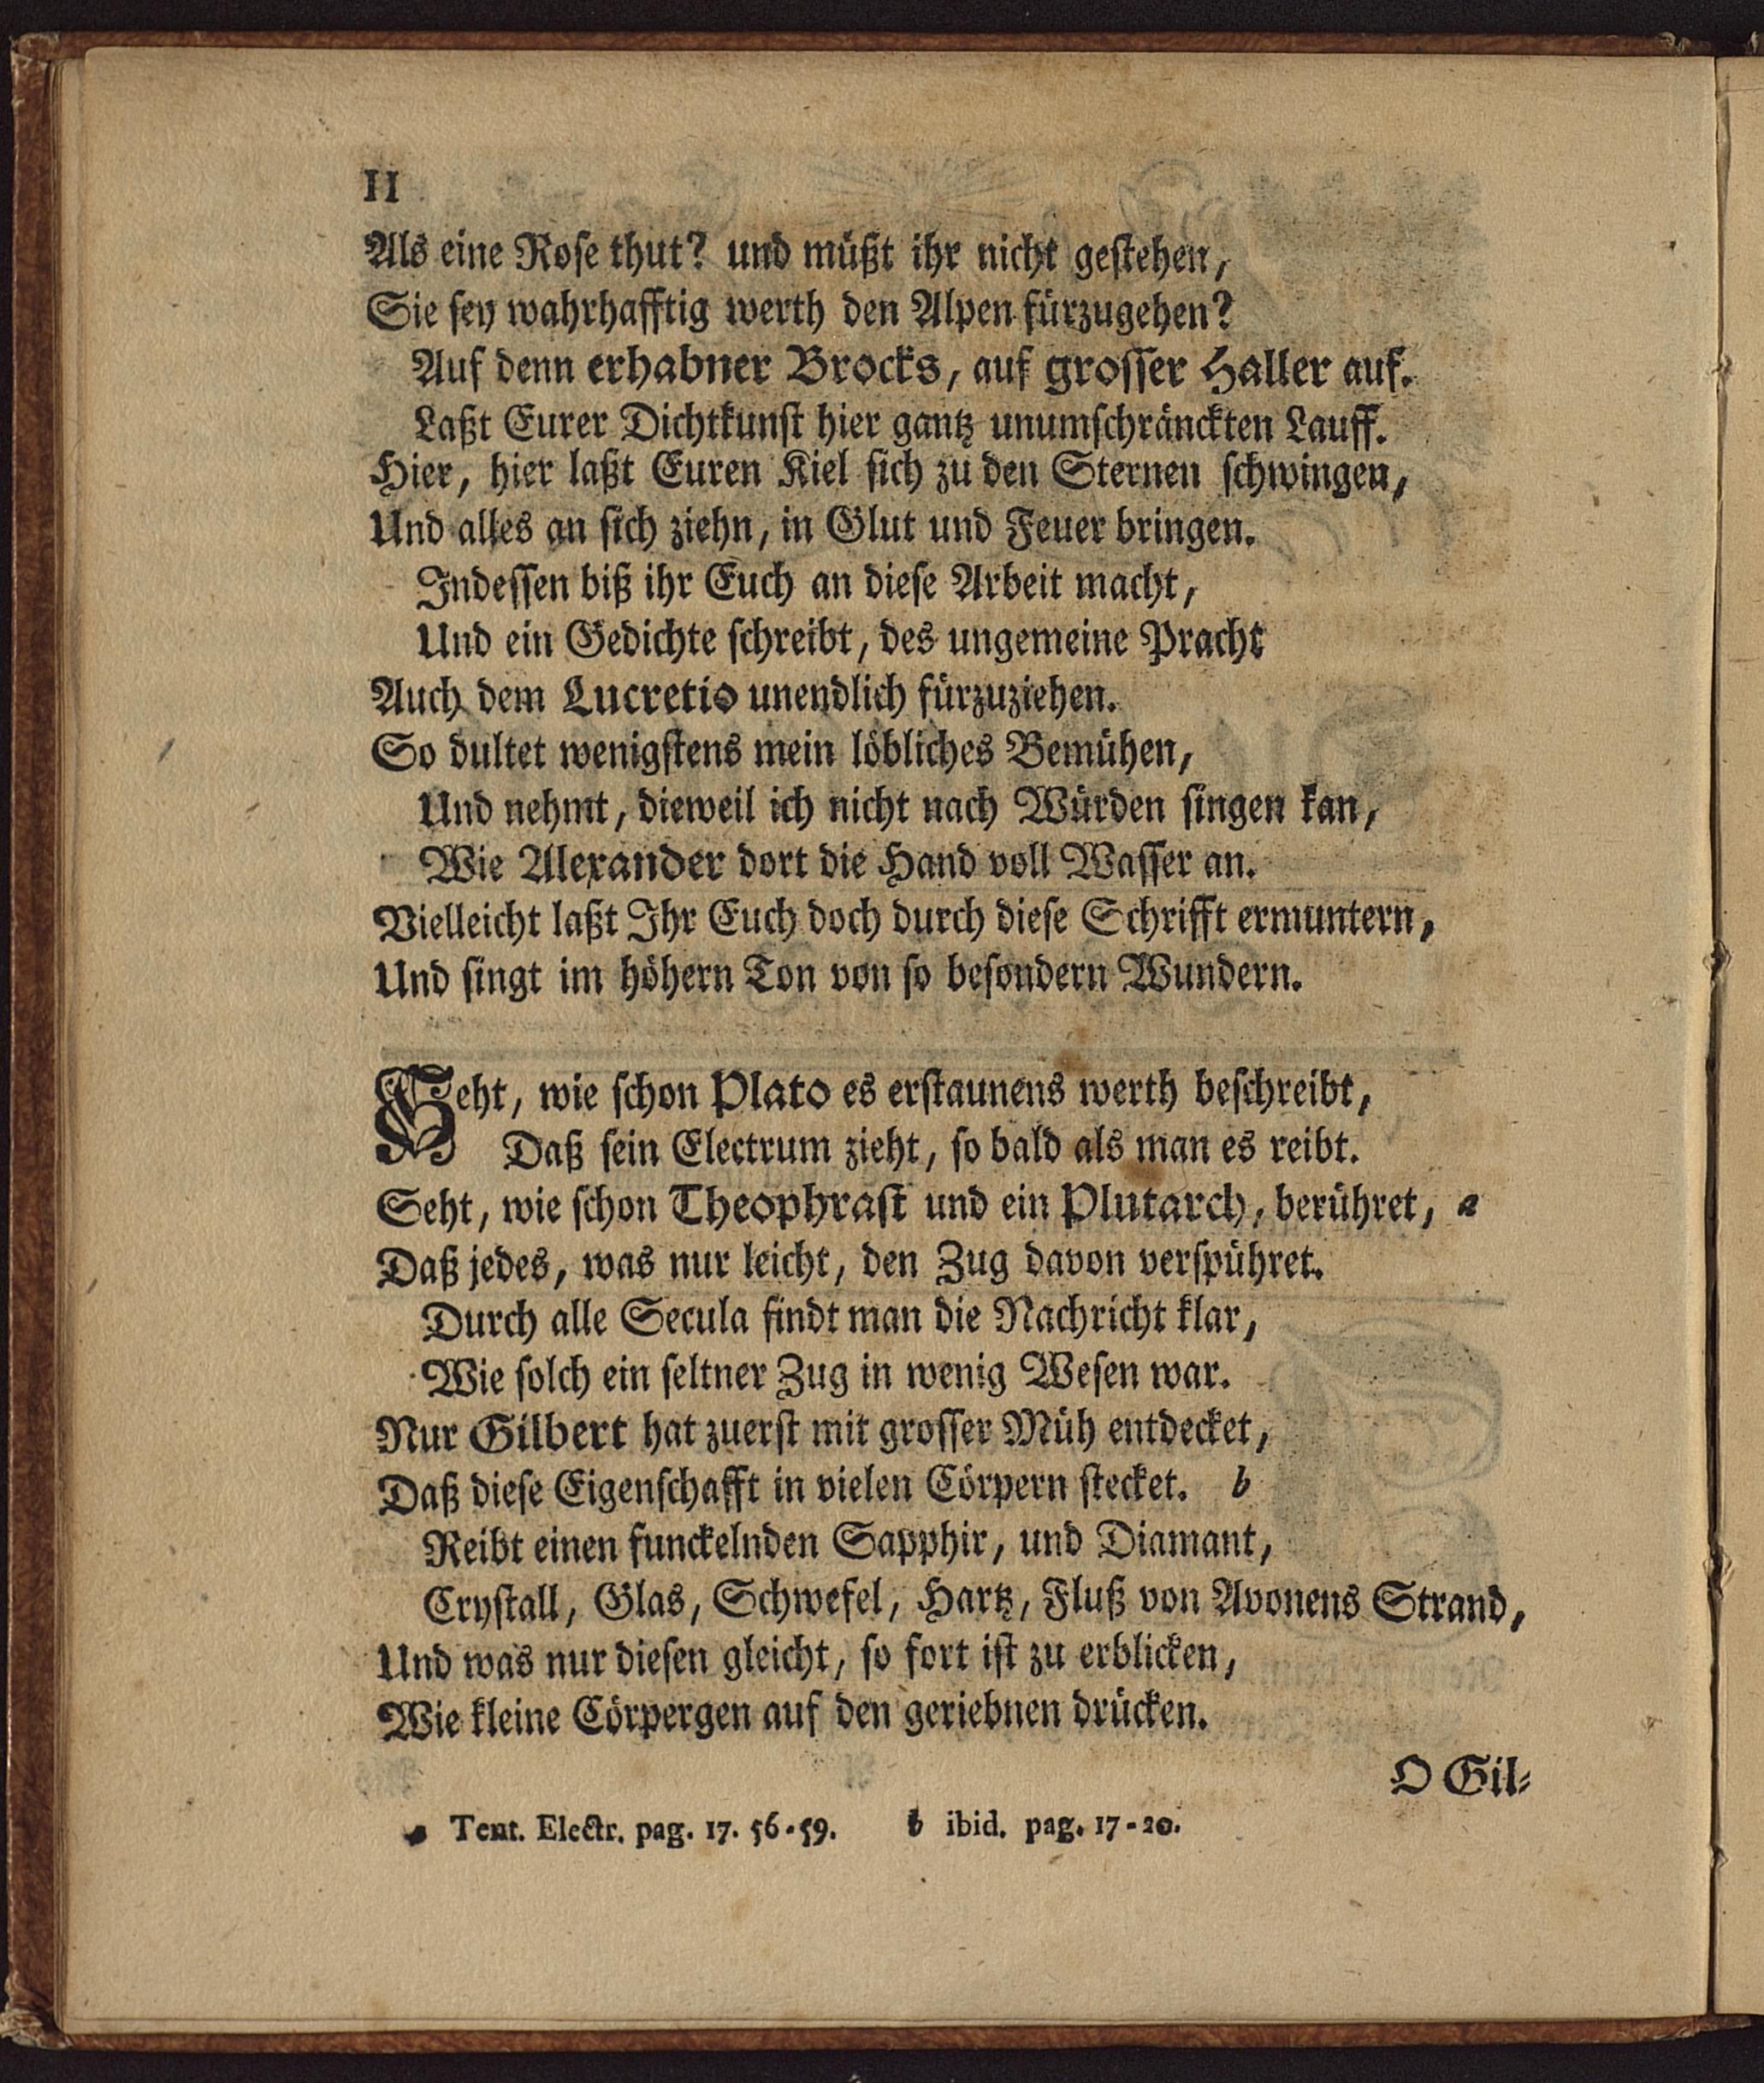 II
Als eine Rose thut? und müßt ihr nicht gestehen,
Sie sey wahrhafftig werth den Alpen fürzugehen?
Auf denn erhabner Brocks, auf grosser Haller auf.
Laßt Eurer Dichtkunst hier gantz unumschränckten Lauff.
Hier, hier laßt Euren Kiel sich zu den Sternen schwingen,
Und alles an sich ziehn, in Glut und Feuer bringen.
Indessen biß ihr Euch an diese Arbeit macht,
Und ein Gedichte schreibt, des ungemeine Pracht
Auch dem Lucretio unendlich fürzuziehen.
So dultet wenigstens mein löbliches Bemühen,
Und nehmt, dieweil ich nicht nach Würden singen kan,
Wie Alexander dort die Hand voll Wasser an.
Vielleicht laßt Ihr Euch doch durch diese Schrifft ermuntern,
Und singt im höhern Ton von so besondern Wundern.
Seht, wie schon Plato es erstaunens werth beschreibt,
Daß sein Electrum zieht, so bald als man es reibt.
Seht, wie schon Theophrast und ein Plutarch, berühret, a
Daß jedes, was nur leicht, den Zug davon verspühret.
Durch alle Secula findt man die Nachricht klar,
Wie solch ein seltner Zug in wenig Wesen war.
Nur Gilbert hat zuerst mit grosser Müh entdecket,
Daß diese Eigenschafft in vielen Cörpern stecket. b
Reibt einen funckelnden Sapphir, und Diamant,
Crystall, Glas, Schwefel, Hartz, Fluß von Avonens Strand,
Und was nur diesen gleicht, so fort ist zu erblicken,
Wie kleine Cörpergen auf den geriebnen drücken.
O Gil-
a Tent. Electr. pag. 17. 56-59. b ibid. pag. 17-20.